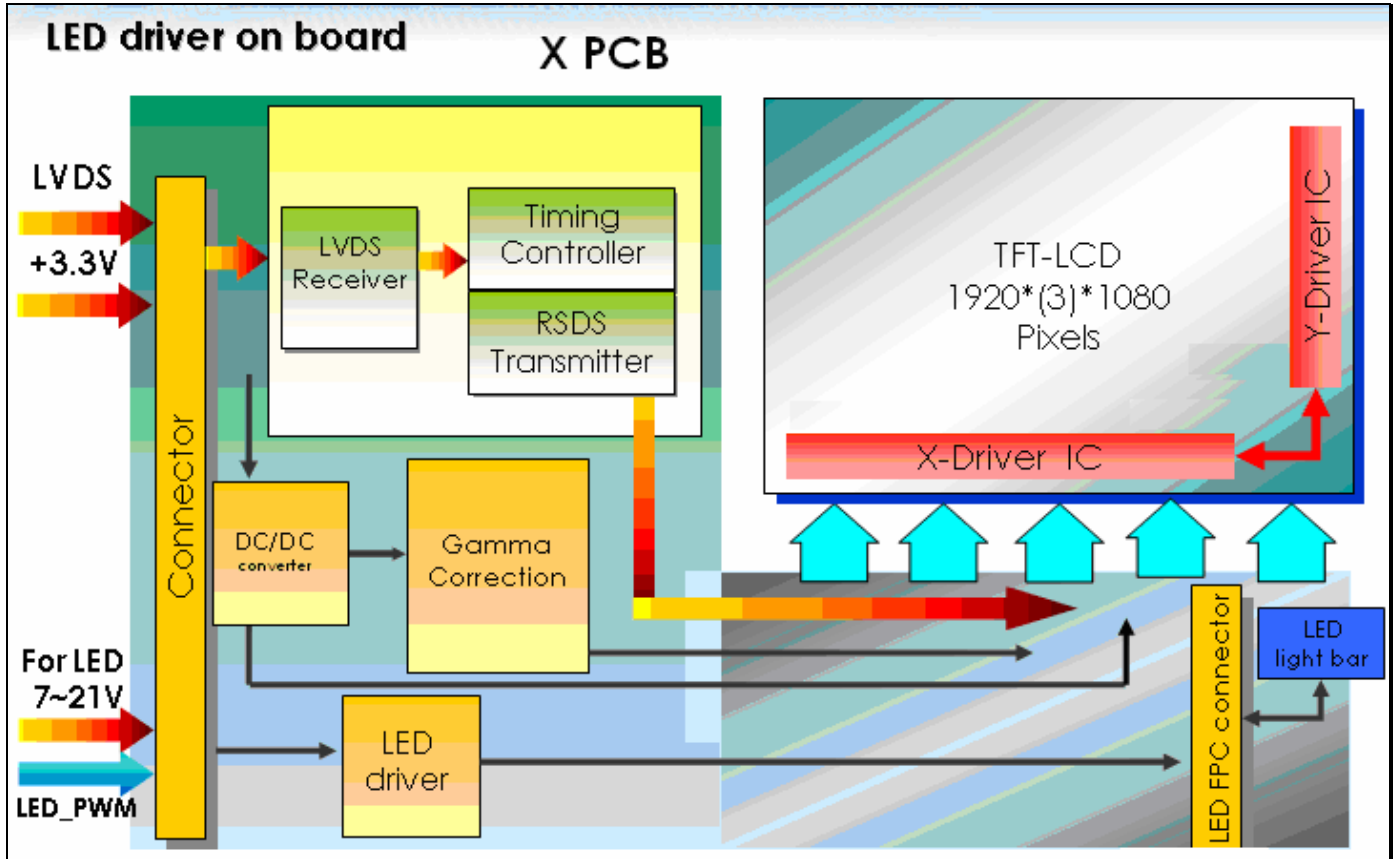 LED driver on board
X PCB
LVDS
+3.3V
For LED
7~21V
LED_PWM
Connector
LVDS
Receiver
Timing
Controller
RSDS
Transmitter
DC/DC
converter
Gamma
Correction
LED
driver
TFT-LCD
1920*(3)*1080
Pixels
Y-Driver IC
X-Driver IC
LED FPC connector
LED
light bar